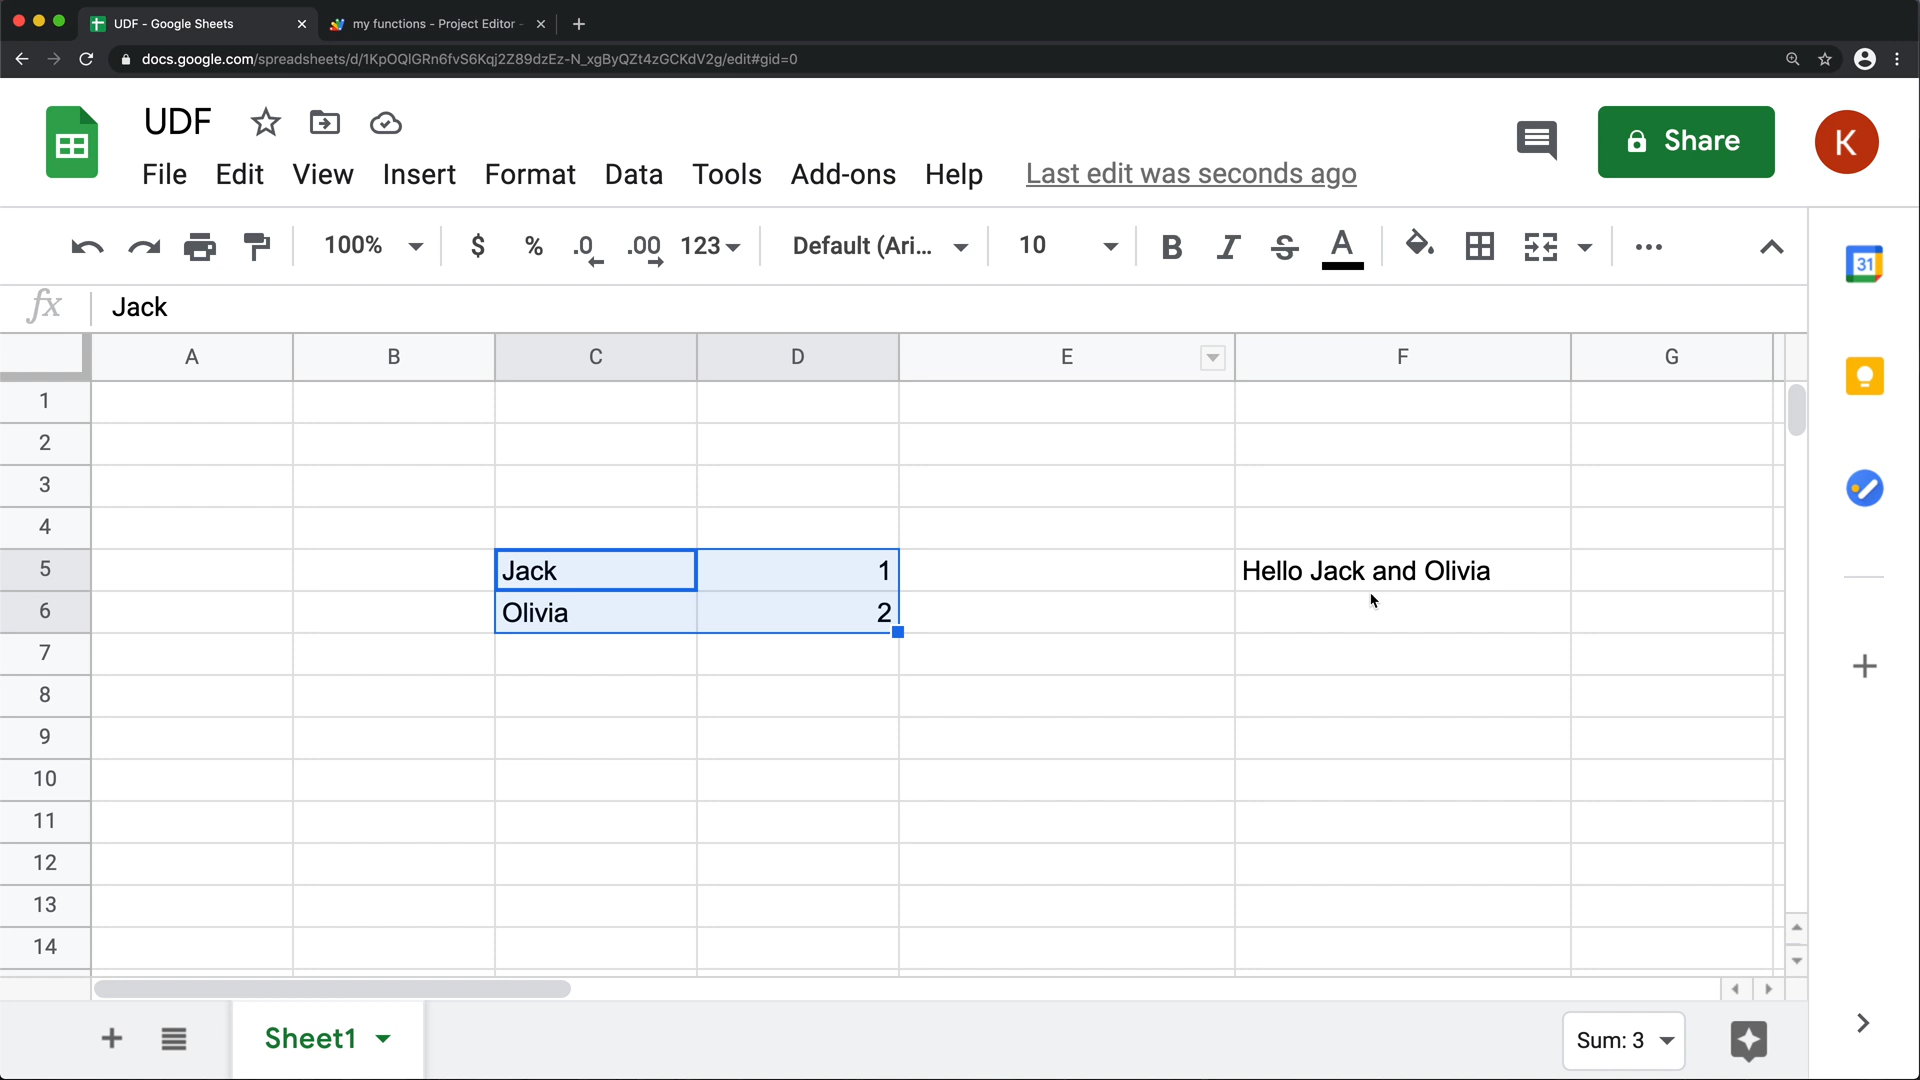 UDF - Google Sheets
my functions - Project Editor -
docs.google.com/spreadsheets/d/1KpOQlGRn6fvS6Kqj2Z89dzEz-N_xgByQZt4zGCKdV2g/edit#gid=0
UDF
Share
K
File Edit View Insert Format Data Tools Add-ons Help Last edit was seconds ago
100% $ % .0 .00 123 Default (Ari... 10 B I S A
31
fx Jack
A B C D E F G
1
2
3
4
5 Jack 1 Hello Jack and Olivia
6 Olivia 2
7
8
9
10
11
12
13
14
Sheet1
Sum: 3